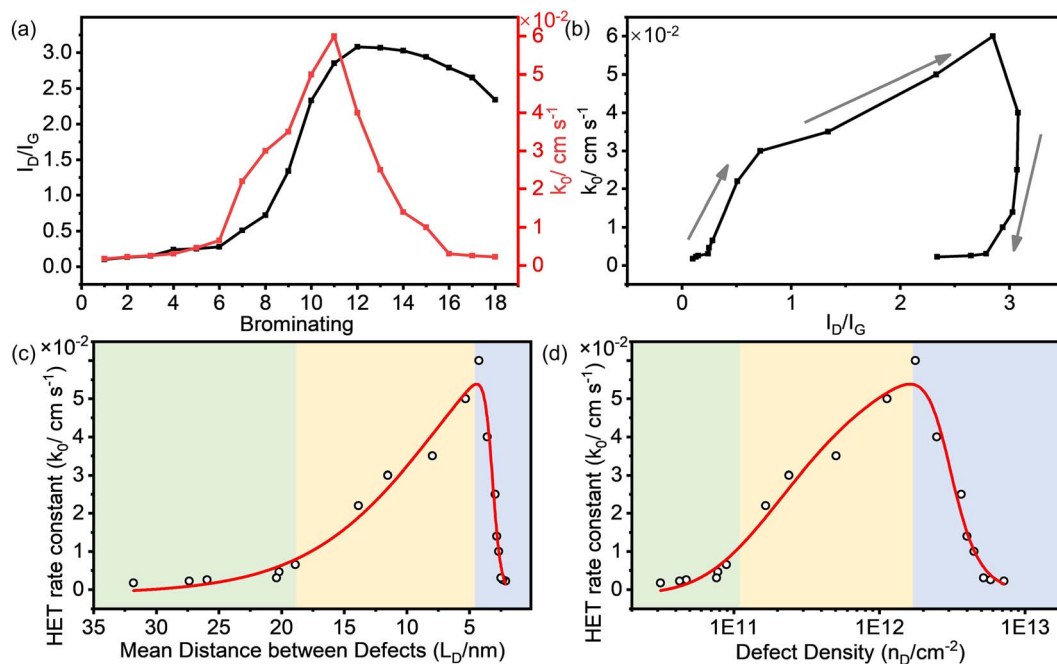 (a)
×10⁻²
3.0
2.5
2.0
1.5
1.0
0.5
0.0
I_D/I_G
6
5
4
3
2
1
0
k₀/ cm s⁻¹
0 1 2 3 4 5 6 7 8 9 10 11 12 13 14 15 16 17 18
Brominating
(b)
×10⁻²
6
5
4
3
2
1
0
k₀/ cm s⁻¹
0 1 2 3
I_D/I_G
(c)
×10⁻²
5
4
3
2
1
0
HET rate constant (k₀/ cm s⁻¹)
35 30 25 20 15 10 5
Mean Distance between Defects (L_D/nm)
(d)
×10⁻²
5
4
3
2
1
0
HET rate constant (k₀/ cm s⁻¹)
1E11 1E12 1E13
Defect Density (n_D/cm⁻²)